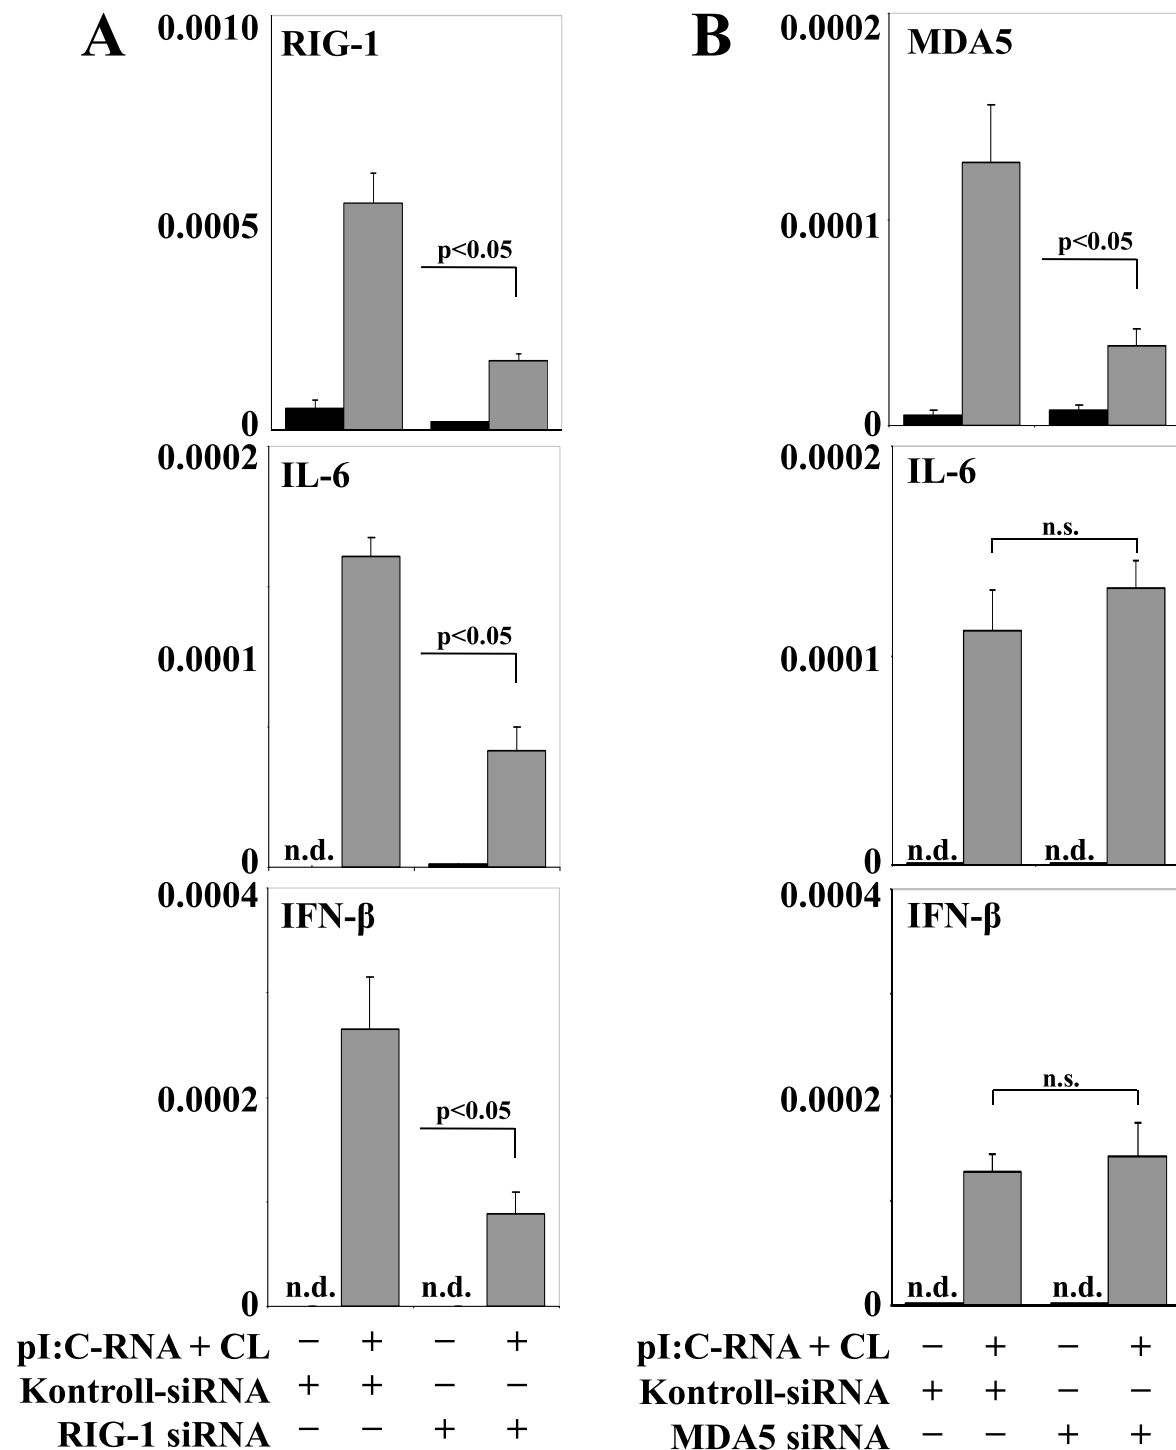 A
0.0010
RIG-1
0.0005
p<0.05
0
0.0002
IL-6
0.0001
p<0.05
n.d.
0
0.0004
IFN-β
0.0002
p<0.05
n.d. n.d.
0
pI:C-RNA + CL − + − +
Kontroll-siRNA + + − −
RIG-1 siRNA − − + +
B
0.0002
MDA5
0.0001
p<0.05
0
0.0002
IL-6
n.s.
0.0001
n.d. n.d.
0
0.0004
IFN-β
0.0002
n.s.
n.d. n.d.
0
pI:C-RNA + CL − + − +
Kontroll-siRNA + + − −
MDA5 siRNA − − + +